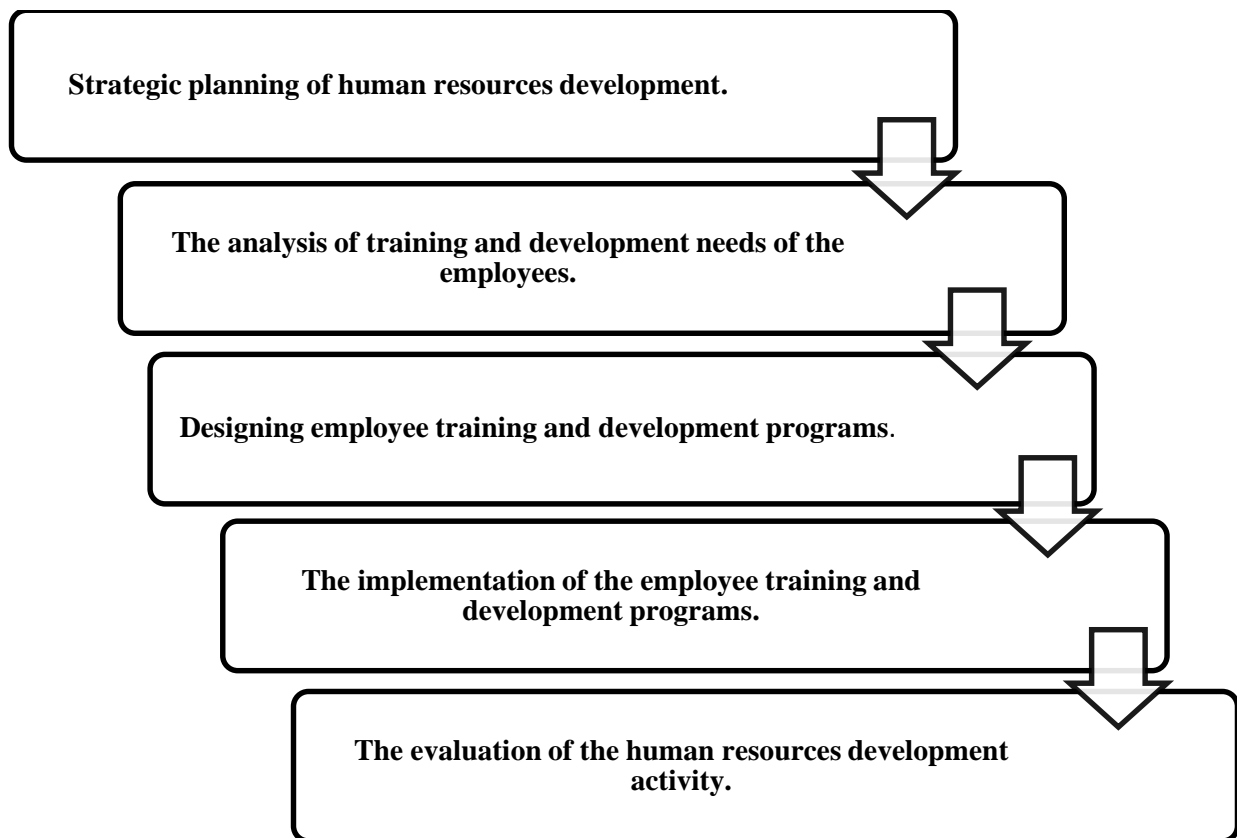 Strategic planning of human resources development.
The analysis of training and development needs of the
employees.
Designing employee training and development programs.
The implementation of the employee training and
development programs.
The evaluation of the human resources development
activity.